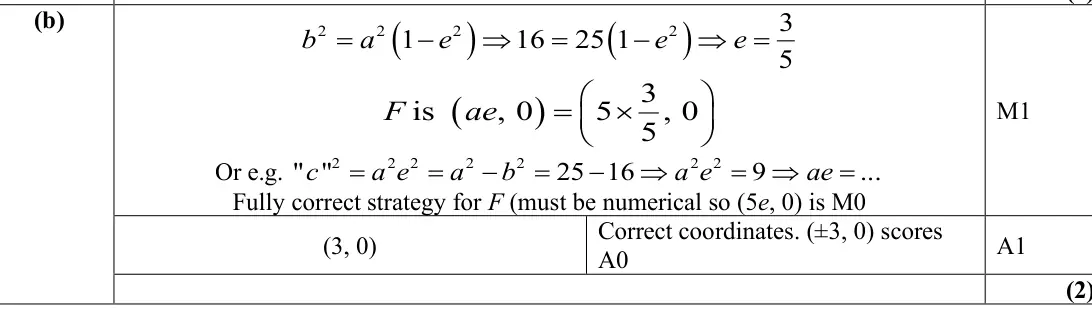 (b)
b² = a²(1 − e²) ⇒ 16 = 25(1 − e²) ⇒ e = 3/5
F is (ae, 0) = (5 × 3/5, 0)
M1
Or e.g. "c"² = a²e² = a² − b² = 25 − 16 ⇒ a²e² = 9 ⇒ ae = ...
Fully correct strategy for F (must be numerical so (5e, 0) is M0
(3, 0)
Correct coordinates. (±3, 0) scores
A0
A1
(2)